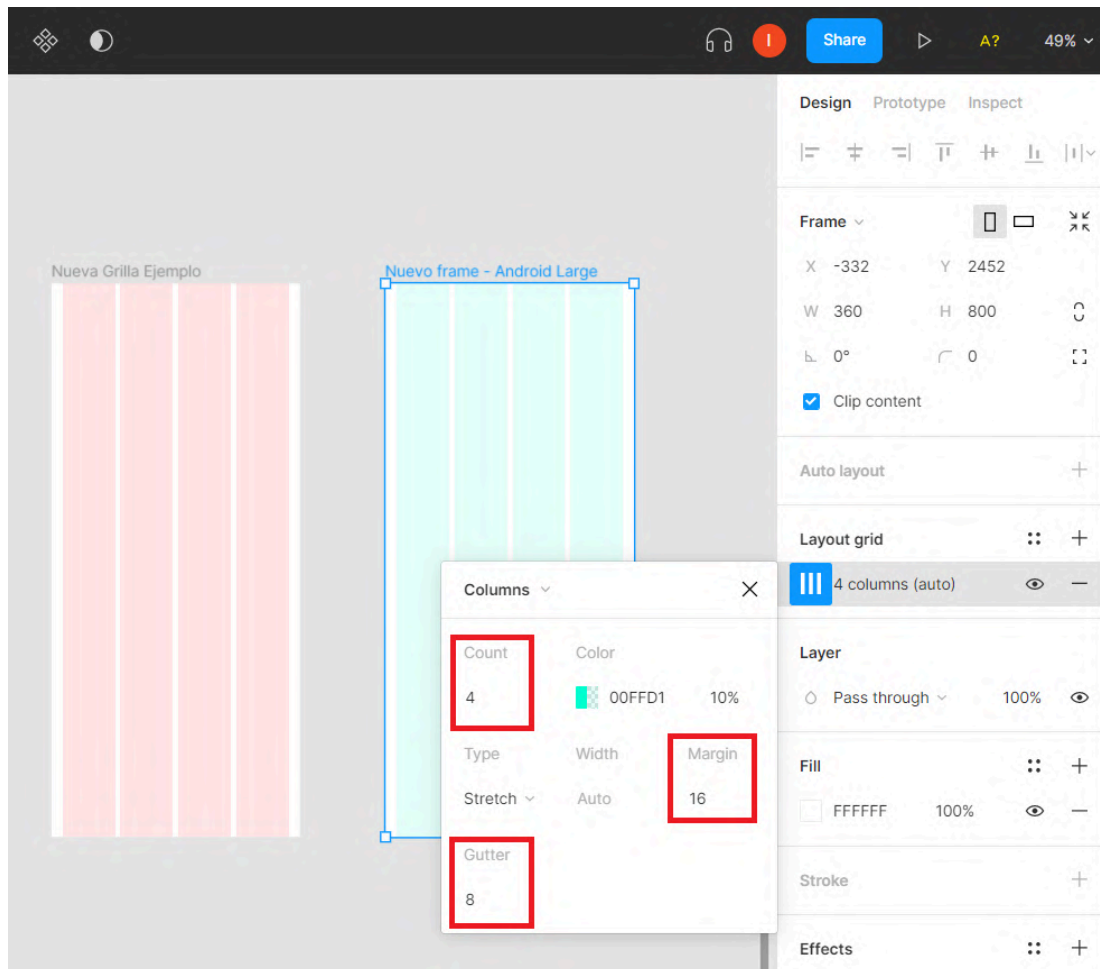 I
Share
A?
49%
Design Prototype Inspect
Frame
X -332 Y 2452
W 360 H 800
0° 0
Clip content
Auto layout
Layout grid
4 columns (auto)
Layer
Pass through 100%
Fill
FFFFFF 100%
Stroke
Effects
Nueva Grilla Ejemplo
Nuevo frame - Android Large
Columns
Count Color
4 00FFD1 10%
Type Width Margin
Stretch Auto 16
Gutter
8